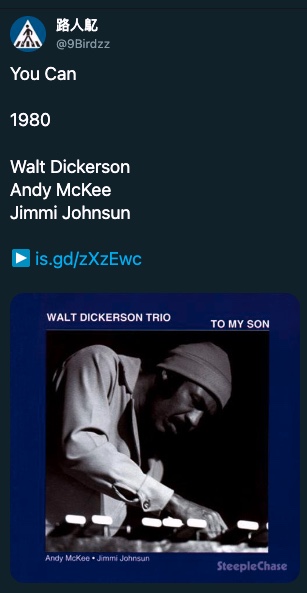 路人
@9Birdzz
You Can
1980
Walt Dickerson
Andy McKee
Jimmi Johnsun
▶️ is.gd/zXzEwc
WALT DICKERSON TRIO
TO MY SON
Andy McKee • Jimmi Johnsun
SteepleChase